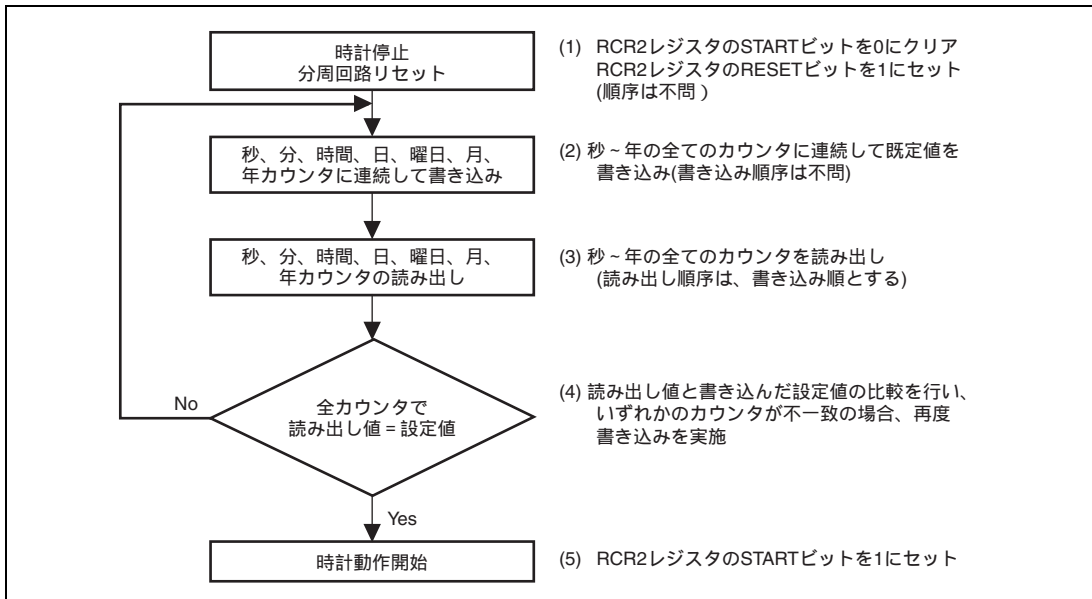 時計停止
分周回路リセット
(1) RCR2レジスタのSTARTビットを0にクリア
RCR2レジスタのRESETビットを1にセット
(順序は不問 )
秒、分、時間、日、曜日、月、
年カウンタに連続して書き込み
(2) 秒~年の全てのカウンタに連続して既定値を
書き込み(書き込み順序は不問)
秒、分、時間、日、曜日、月、
年カウンタの読み出し
(3) 秒~年の全てのカウンタを読み出し
(読み出し順序は、書き込み順とする)
No
全カウンタで
読み出し値 = 設定値
(4) 読み出し値と書き込んだ設定値の比較を行い、
いずれかのカウンタが不一致の場合、再度
書き込みを実施
Yes
時計動作開始
(5) RCR2レジスタのSTARTビットを1にセット